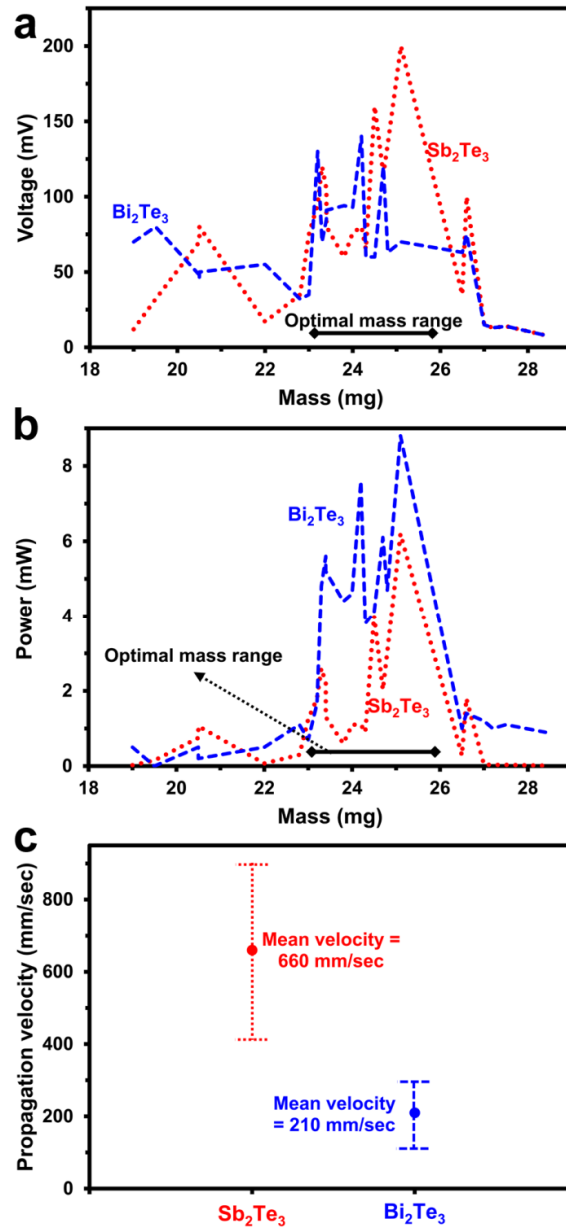 a
200
150
100
50
0
Voltage (mV)
Bi₂Te₃
Sb₂Te₃
Optimal mass range
18 20 22 24 26 28
Mass (mg)
b
8
6
4
2
0
Power (mW)
Bi₂Te₃
Optimal mass range
Sb₂Te₃
18 20 22 24 26 28
Mass (mg)
c
800
600
400
200
0
Propagation velocity (mm/sec)
Mean velocity =
660 mm/sec
Mean velocity
= 210 mm/sec
Sb₂Te₃ Bi₂Te₃